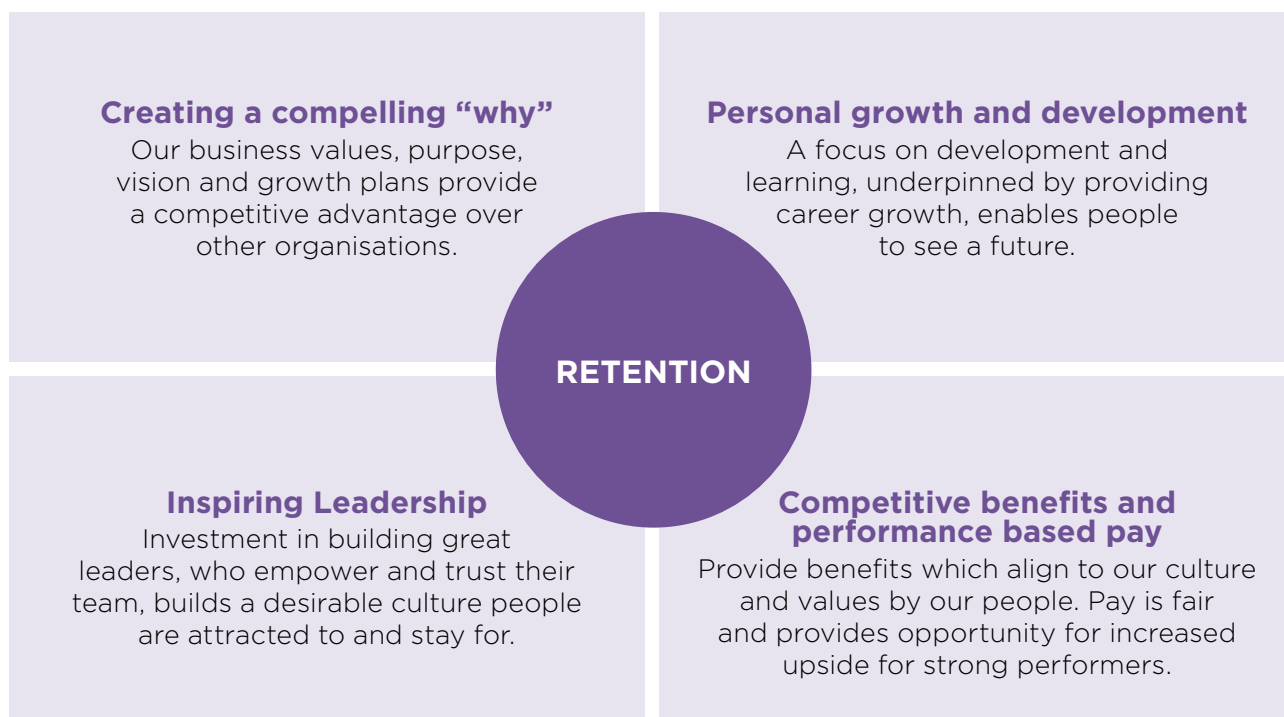 Creating a compelling “why”
Our business values, purpose,
vision and growth plans provide
a competitive advantage over
other organisations.
Personal growth and development
A focus on development and
learning, underpinned by providing
career growth, enables people
to see a future.
RETENTION
Inspiring Leadership
Investment in building great
leaders, who empower and trust their
team, builds a desirable culture people
are attracted to and stay for.
Competitive benefits and
performance based pay
Provide benefits which align to our culture
and values by our people. Pay is fair
and provides opportunity for increased
upside for strong performers.